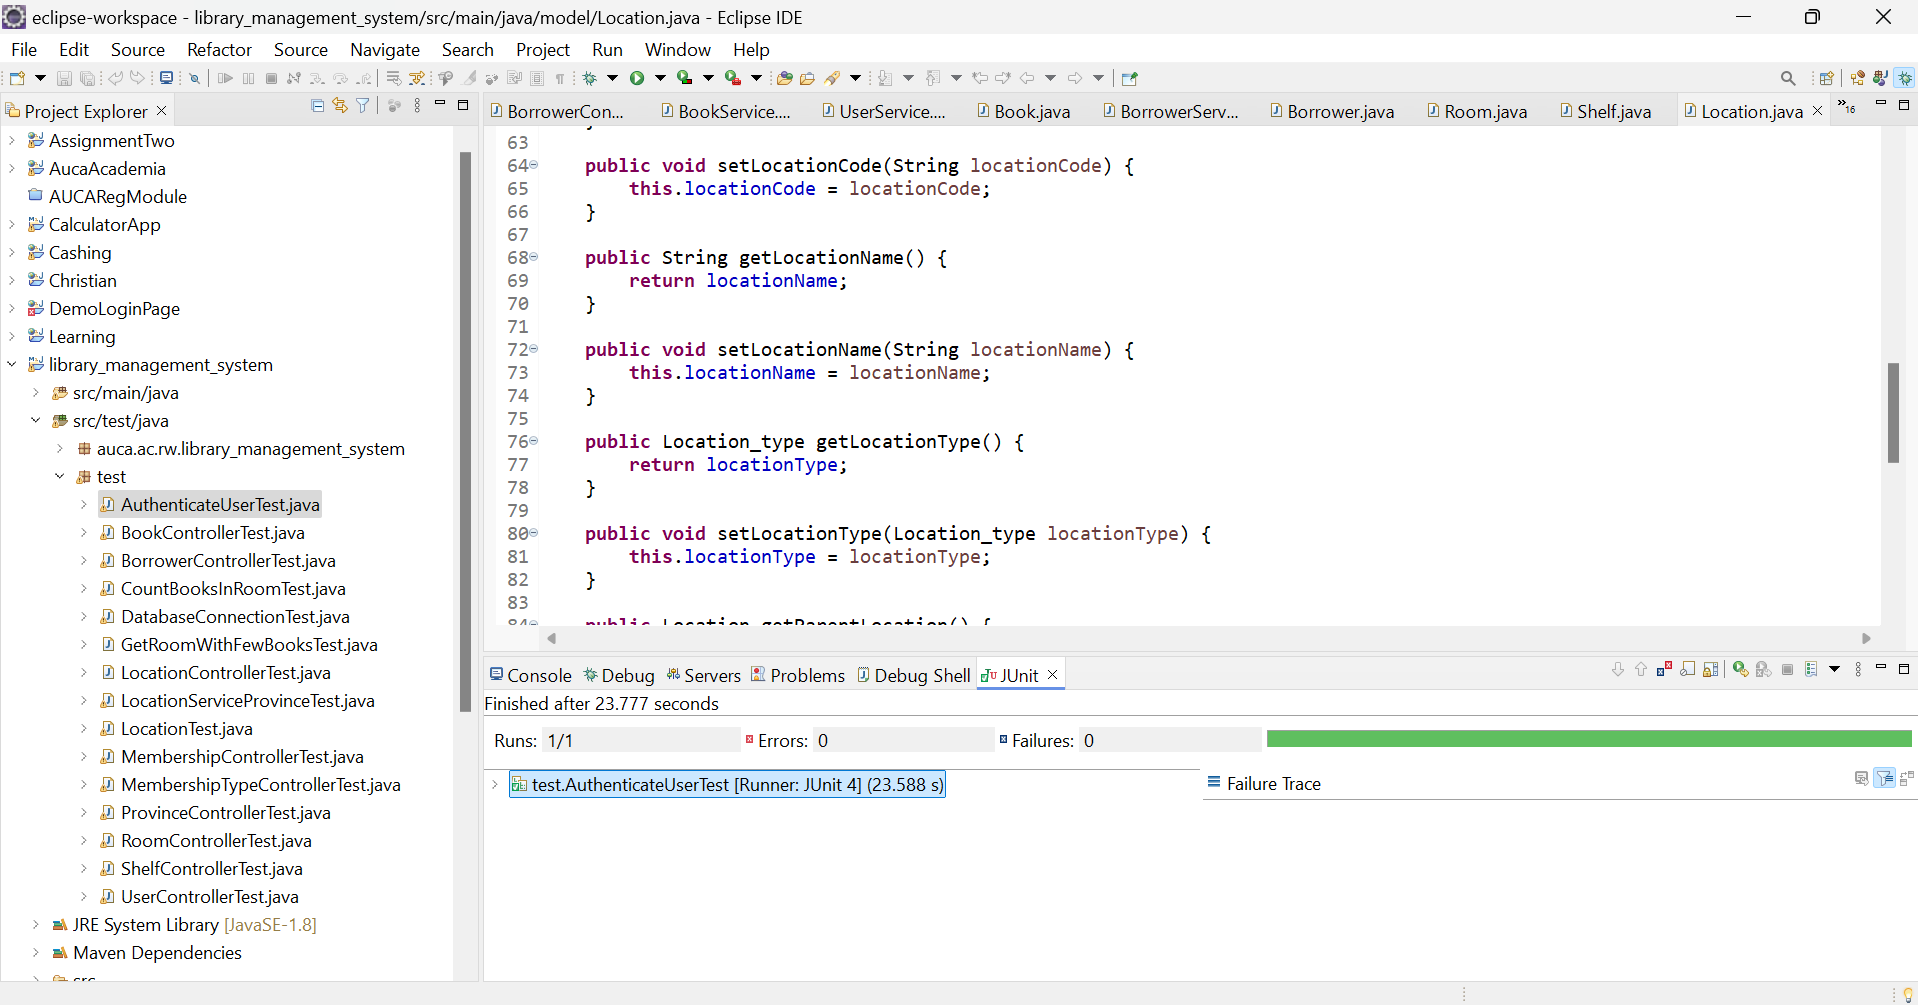 eclipse-workspace - library_management_system/src/main/java/model/Location.java - Eclipse IDE
File Edit Source Refactor Source Navigate Search Project Run Window Help
Project Explorer
AssignmentTwo
AucaAcademia
AUCARegModule
CalculatorApp
Cashing
Christian
DemoLoginPage
Learning
library_management_system
src/main/java
src/test/java
auca.ac.rw.library_management_system
test
AuthenticateUserTest.java
BookControllerTest.java
BorrowerControllerTest.java
CountBooksInRoomTest.java
DatabaseConnectionTest.java
GetRoomWithFewBooksTest.java
LocationControllerTest.java
LocationServiceProvinceTest.java
LocationTest.java
MembershipControllerTest.java
MembershipTypeControllerTest.java
ProvinceControllerTest.java
RoomControllerTest.java
ShelfControllerTest.java
UserControllerTest.java
JRE System Library [JavaSE-1.8]
Maven Dependencies
src
BorrowerCon... BookService.... UserService.... Book.java BorrowerServ... Borrower.java Room.java Shelf.java Location.java »16
63
64 public void setLocationCode(String locationCode) {
65 this.locationCode = locationCode;
66 }
67
68 public String getLocationName() {
69 return locationName;
70 }
71
72 public void setLocationName(String locationName) {
73 this.locationName = locationName;
74 }
75
76 public Location_type getLocationType() {
77 return locationType;
78 }
79
80 public void setLocationType(Location_type locationType) {
81 this.locationType = locationType;
82 }
83
84 public Location getParentLocation() {
Console Debug Servers Problems Debug Shell JUnit
Finished after 23.777 seconds
Runs: 1/1 Errors: 0 Failures: 0
test.AuthenticateUserTest [Runner: JUnit 4] (23.588 s)
Failure Trace